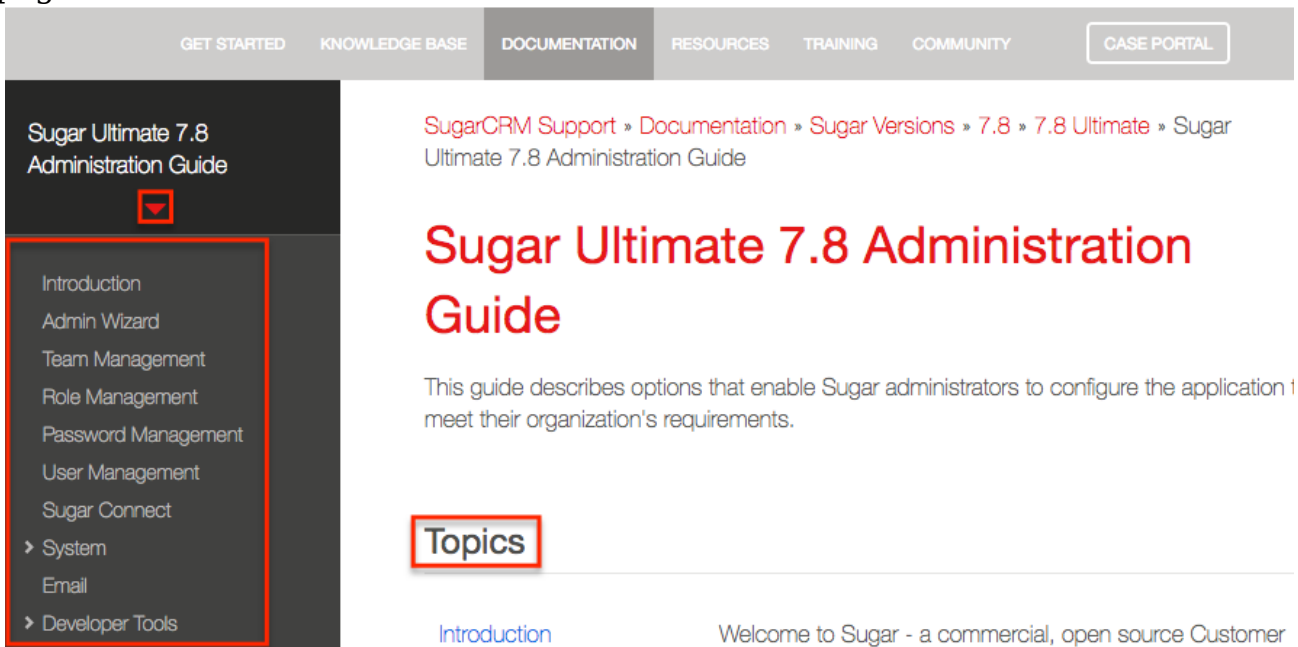 GET STARTED KNOWLEDGE BASE DOCUMENTATION RESOURCES TRAINING COMMUNITY CASE PORTAL
Sugar Ultimate 7.8
Administration Guide
Introduction
Admin Wizard
Team Management
Role Management
Password Management
User Management
Sugar Connect
System
Email
Developer Tools
SugarCRM Support » Documentation » Sugar Versions » 7.8 » 7.8 Ultimate » Sugar
Ultimate 7.8 Administration Guide
Sugar Ultimate 7.8 Administration
Guide
This guide describes options that enable Sugar administrators to configure the application
meet their organization's requirements.
Topics
Introduction Welcome to Sugar - a commercial, open source Customer